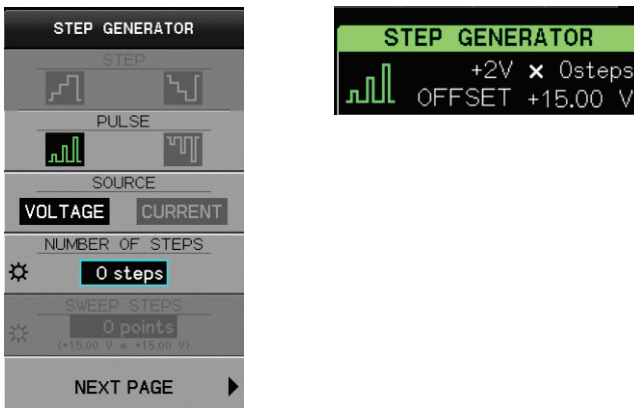 STEP GENERATOR
STEP
PULSE
SOURCE
VOLTAGE CURRENT
NUMBER OF STEPS
0 steps
SWEEP STEPS
0 points
(+15.00 V ➔ +15.00 V)
NEXT PAGE
STEP GENERATOR
+2V × 0steps
OFFSET +15.00 V